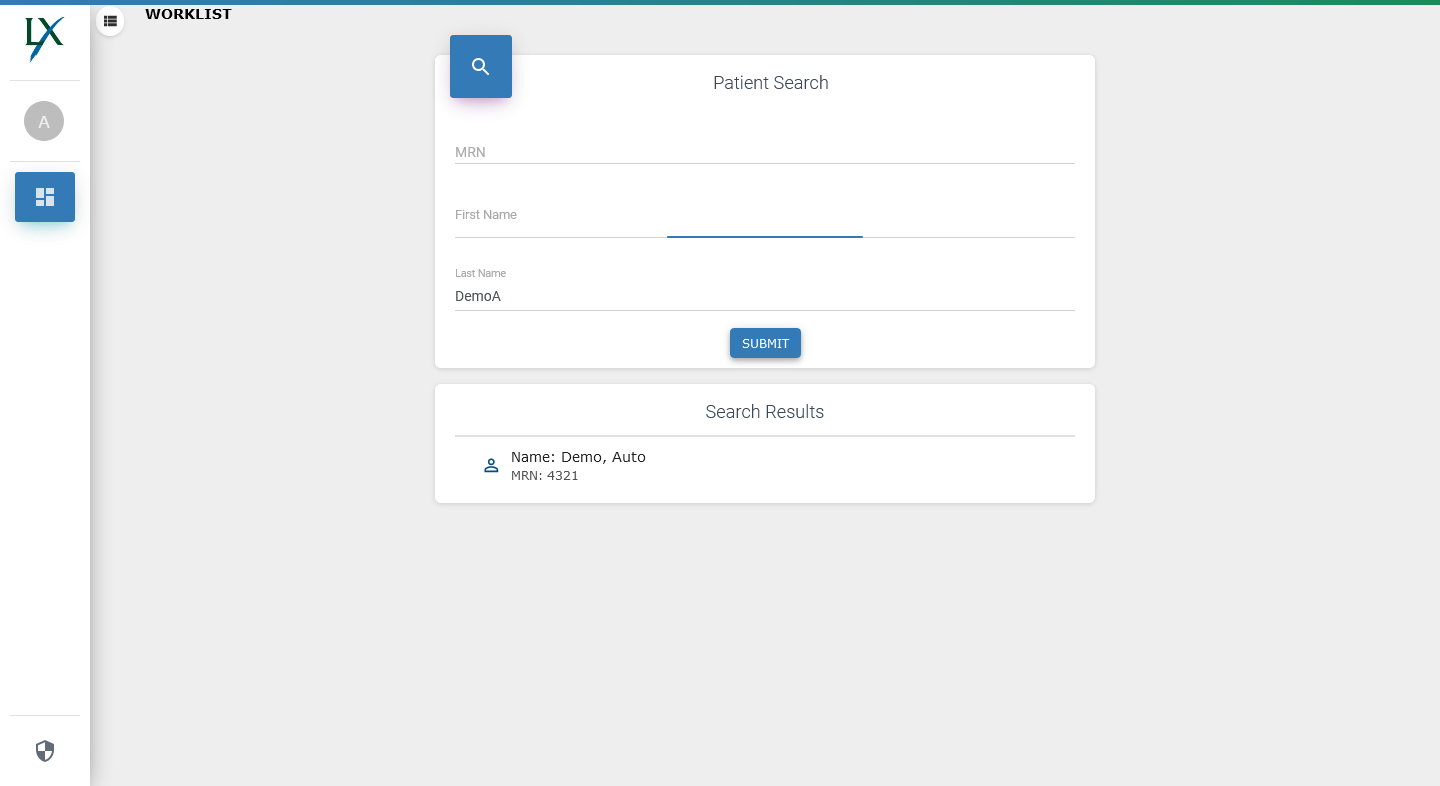 LX
WORKLIST
A
Patient Search
MRN
First Name
Last Name
DemoA
SUBMIT
Search Results
Name: Demo, Auto
MRN: 4321